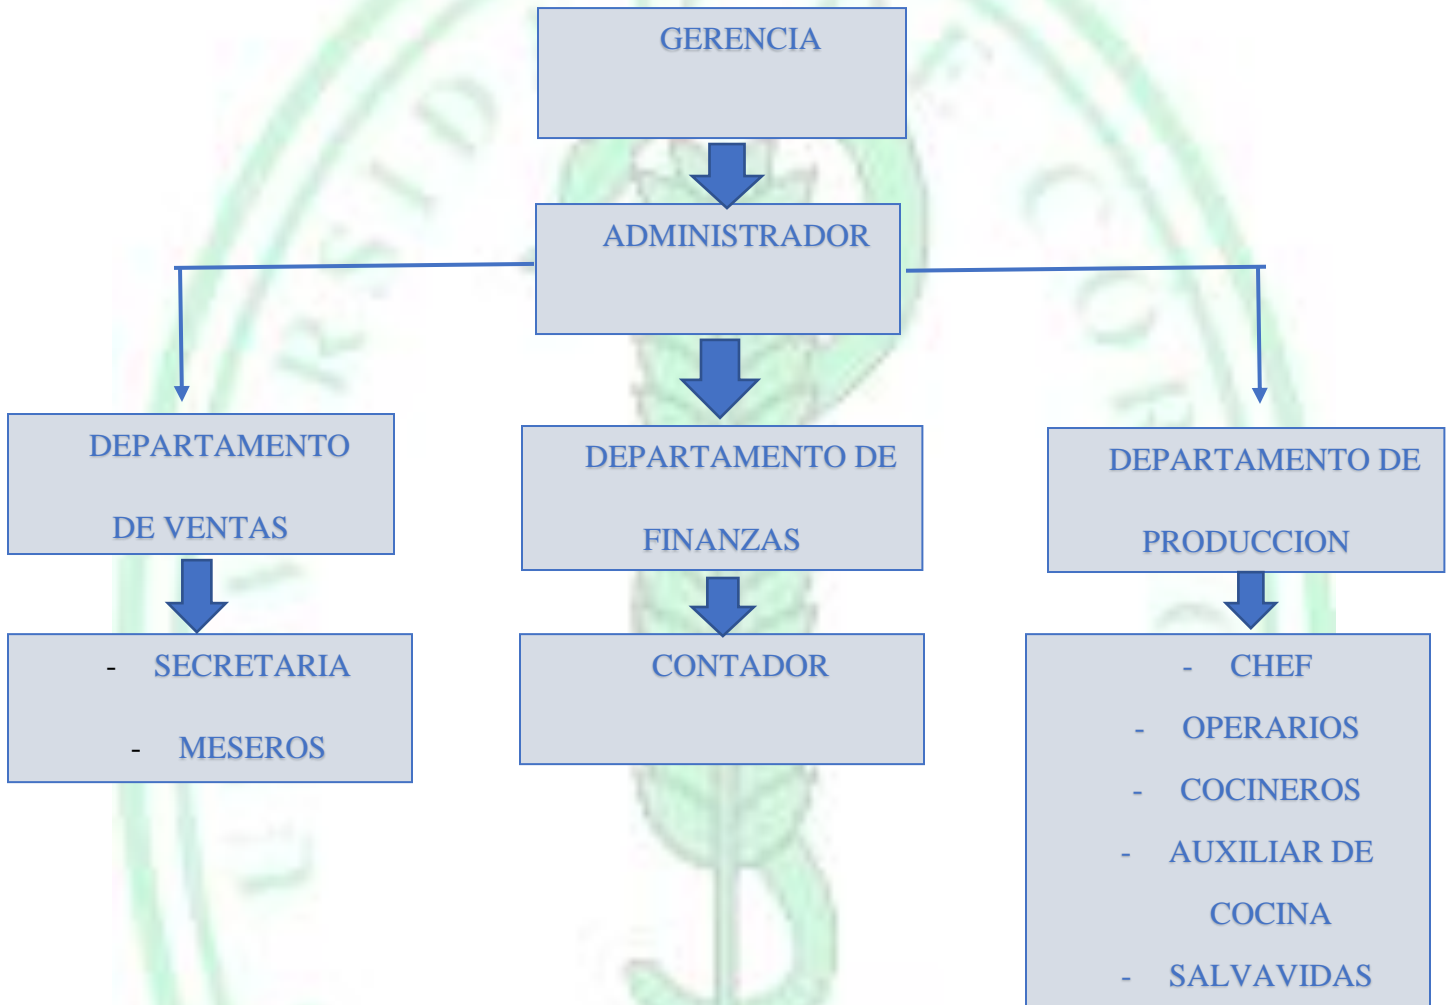 GERENCIA
ADMINISTRADOR
DEPARTAMENTO
DE VENTAS
DEPARTAMENTO DE
FINANZAS
DEPARTAMENTO DE
PRODUCCION
- SECRETARIA
- MESEROS
CONTADOR
- CHEF
- OPERARIOS
- COCINEROS
- AUXILIAR DE
COCINA
- SALVAVIDAS